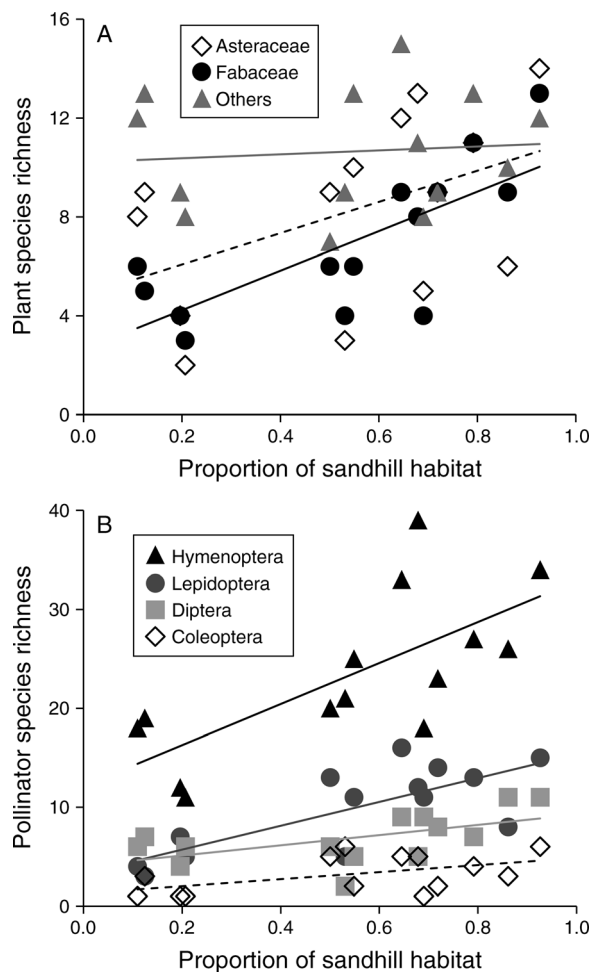 A
Asteraceae
Fabaceae
Others
Plant species richness
16
12
8
4
0
0.0 0.2 0.4 0.6 0.8 1.0
Proportion of sandhill habitat
B
Hymenoptera
Lepidoptera
Diptera
Coleoptera
Pollinator species richness
40
30
20
10
0
0.0 0.2 0.4 0.6 0.8 1.0
Proportion of sandhill habitat